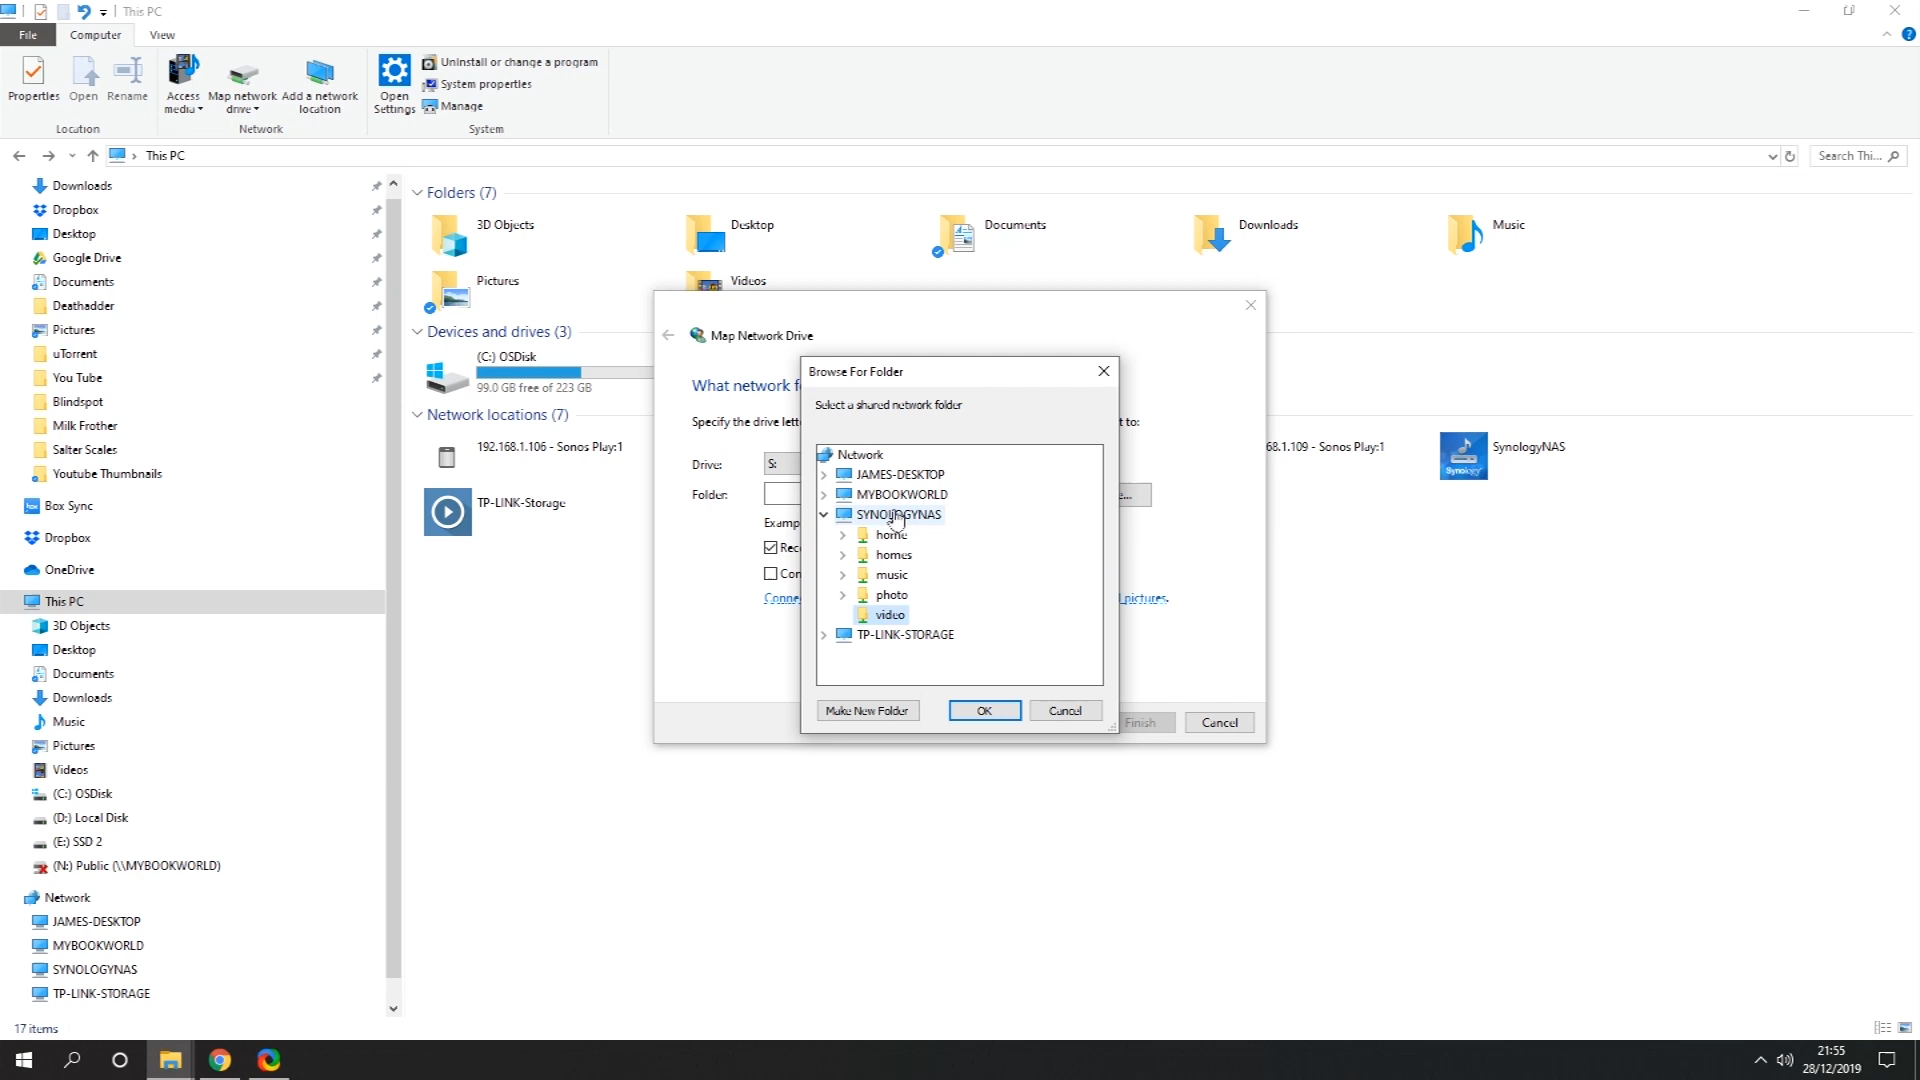 This PC
File
Computer
View
Properties
Open
Rename
Access media
Map network drive
Add a network location
Open Settings
Uninstall or change a program
System properties
Manage
Location
Network
System
This PC
Search Thi...
Downloads
Dropbox
Desktop
Google Drive
Documents
Deathadder
Pictures
uTorrent
You Tube
Blindspot
Milk Frother
Salter Scales
Youtube Thumbnails
Box Sync
Dropbox
OneDrive
This PC
3D Objects
Desktop
Documents
Downloads
Music
Pictures
Videos
(C:) OSDisk
(D:) Local Disk
(E:) SSD 2
(N:) Public (\\MYBOOKWORLD)
Network
JAMES-DESKTOP
MYBOOKWORLD
SYNOLOGYNAS
TP-LINK-STORAGE
17 items
Folders (7)
3D Objects
Desktop
Documents
Downloads
Music
Pictures
Videos
Devices and drives (3)
(C:) OSDisk
99.0 GB free of 223 GB
Network locations (7)
192.168.1.106 - Sonos Play:1
68.1.109 - Sonos Play:1
SynologyNAS
Synology
TP-LINK-Storage
Map Network Drive
What network f
Specify the drive lett
t to:
Drive:
S:
Folder:
e...
Examp
Rec
Con
Connec
pictures.
Finish
Cancel
Browse For Folder
Select a shared network folder
Network
JAMES-DESKTOP
MYBOOKWORLD
SYNOLOGYNAS
home
homes
music
photo
video
TP-LINK-STORAGE
Make New Folder
OK
Cancel
21:55
28/12/2019